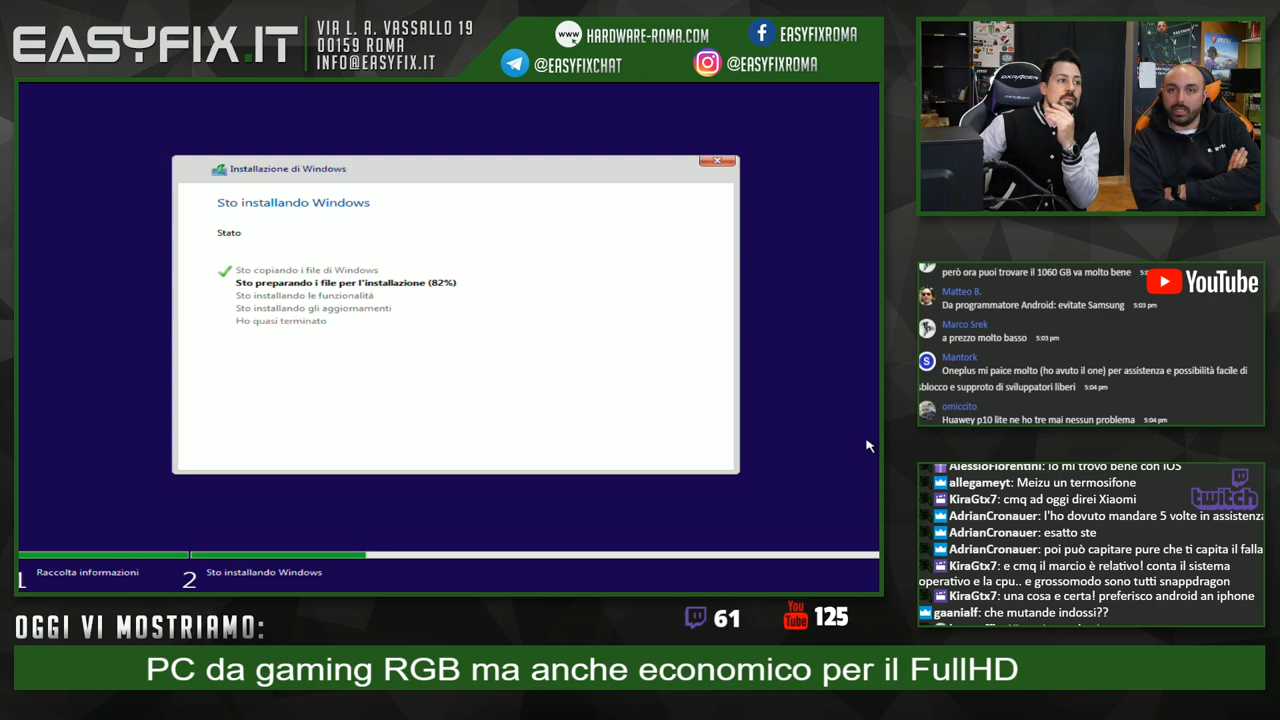 EASYFIX.IT
VIA L. A. VASSALLO 19
00159 ROMA
INFO@EASYFIX.IT
www
HARDWARE-ROMA.COM
EASYFIXROMA
@EASYFIXCHAT
@EASYFIXROMA
Installazione di Windows
Sto installando Windows
Stato
Sto copiando i file di Windows
Sto preparando i file per l'installazione (82%)
Sto installando le funzionalità
Sto installando gli aggiornamenti
Ho quasi terminato
1 Raccolta informazioni
2 Sto installando Windows
DXRACER
però ora puoi trovare il 1060 GB va molto bene
YouTube
Matteo B.
Da programatore Android: evitate Samsung 5:03 pm
Marco Srek
a prezzo molto basso 5:03 pm
Mantork
S
Oneplus mi paice molto (ho avuto il one) per assistenza e possibilità facile di
sblocco e supproto di sviluppatori liberi 5:04 pm
omiccito
Huawey p10 lite ne ho tre mai nessun problema 5:04 pm
AlessioFiorentini: Io mi trovo bene con IOS
twitch
allegameyt: Meizu un termosifone
KiraGtx7: cmq ad oggi direi Xiaomi
AdrianCronauer: l'ho dovuto mandare 5 volte in assistenza
AdrianCronauer: esatto ste
AdrianCronauer: poi può capitare pure che ti capita il falla
KiraGtx7: e cmq il marcio è relativo! conta il sistema
operativo e la cpu.. e grossomodo sono tutti snappdragon
KiraGtx7: una cosa e certa! preferisco android an iphone
gaanialf: che mutande indossi??
OGGI VI MOSTRIAMO:
61
You
Tube
125
PC da gaming RGB ma anche economico per il FullHD